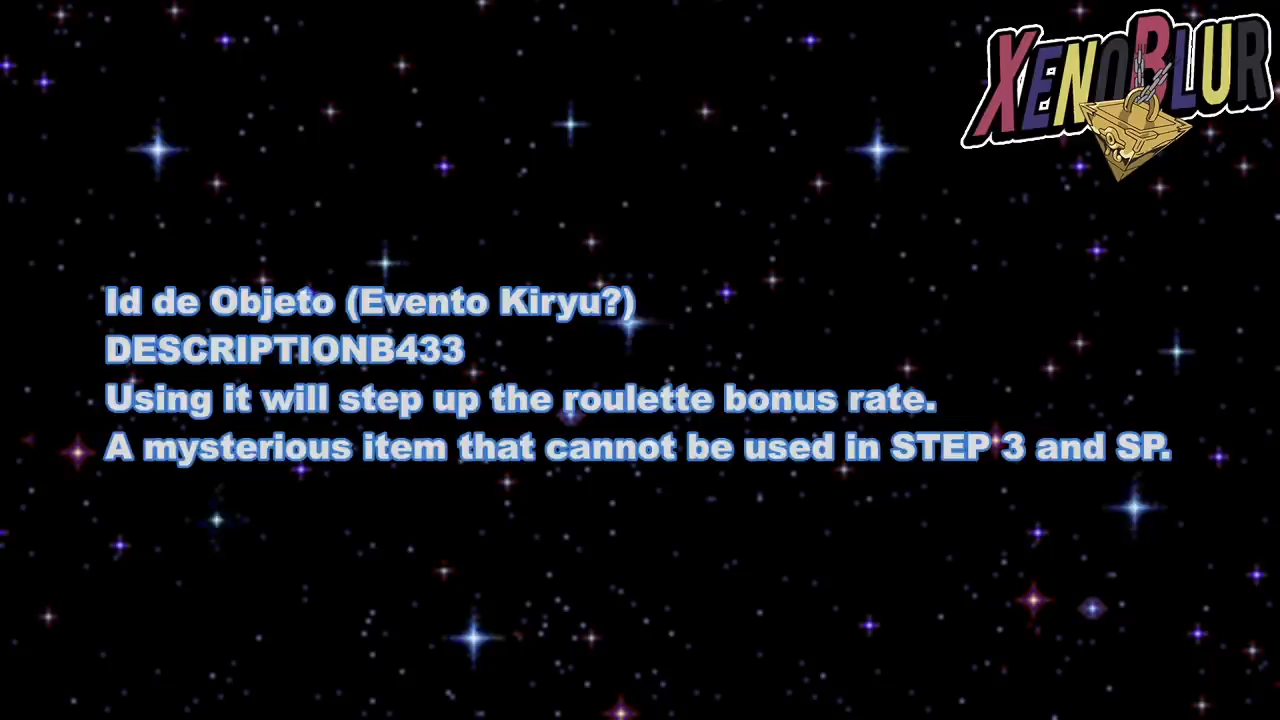 XENOBLUR
Id de Objeto (Evento Kiryu?)
DESCRIPTIONB433
Using it will step up the roulette bonus rate.
A mysterious item that cannot be used in STEP 3 and SP.